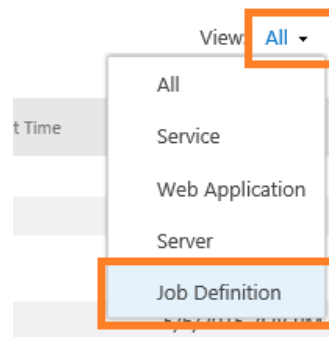 View: All
All
t Time
Service
Web Application
Server
Job Definition